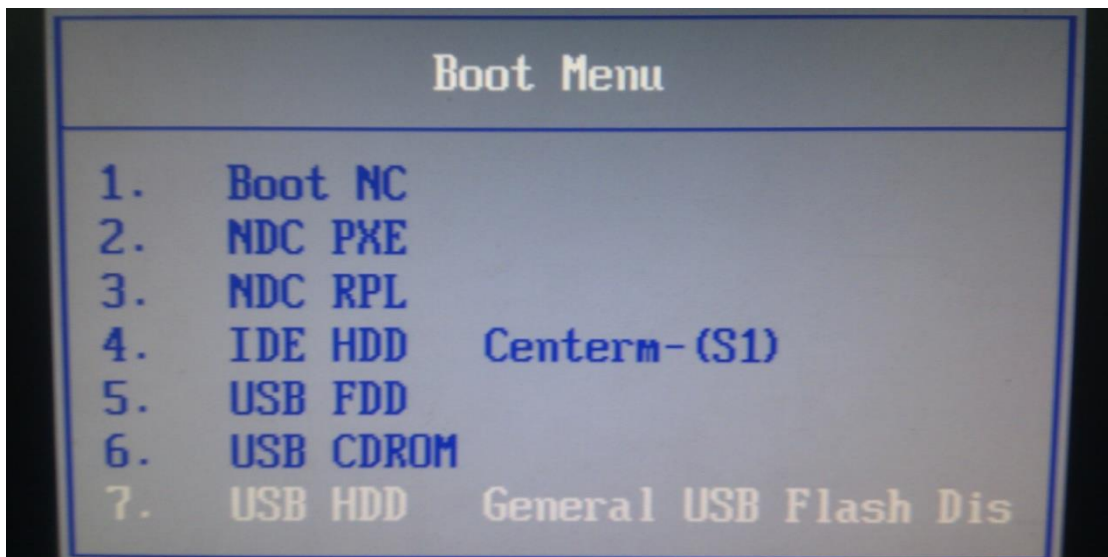 Boot Menu
1. Boot NC
2. NDC PXE
3. NDC RPL
4. IDE HDD Centerm-(S1)
5. USB FDD
6. USB CDROM
7. USB HDD General USB Flash Dis